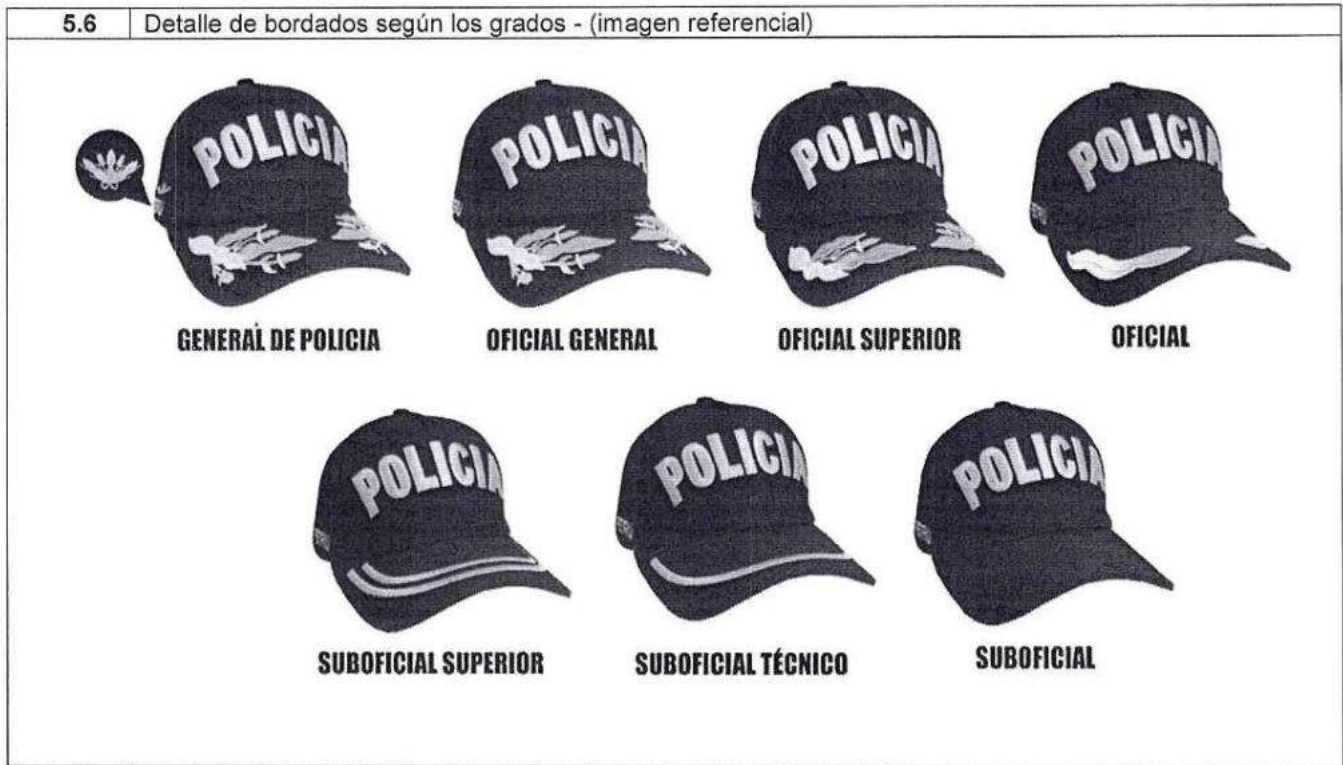 5.6 Detalle de bordados según los grados - (imagen referencial)
POLICIA POLICIA POLICIA POLICIA
GENERAL DE POLICIA OFICIAL GENERAL OFICIAL SUPERIOR OFICIAL
POLICIA POLICIA POLICIA
SUBOFICIAL SUPERIOR SUBOFICIAL TÉCNICO SUBOFICIAL